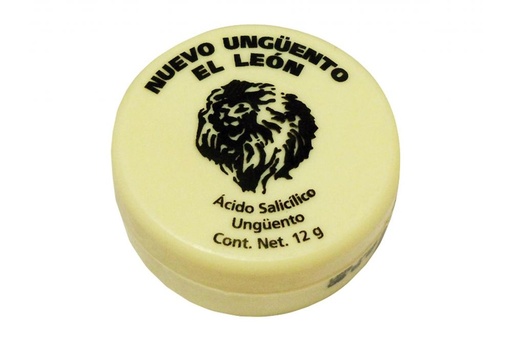 NUEVO UNGÜENTO
EL LEÓN
Ácido Salicílico
Ungüento
Cont. Net. 12 g